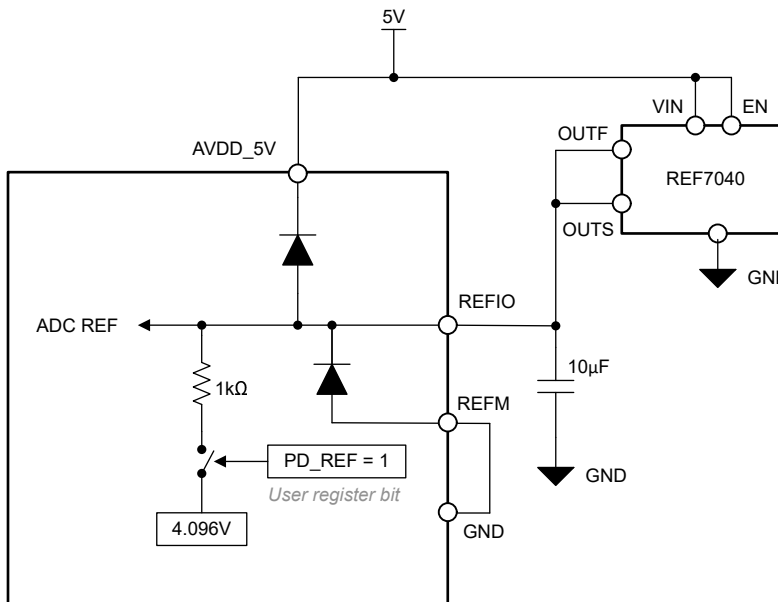 5V
VIN
EN
OUTF
AVDD_5V
REF7040
OUTS
GND
REFIO
ADC REF
10µF
1kΩ
REFM
PD_REF = 1
GND
User register bit
4.096V
GND